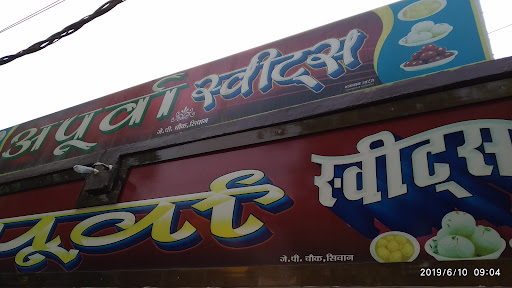 अपूर्वा स्वीट्स
जे.पी. चौक, सिवान
पूर्वा स्वीट्स
जे.पी. चौक, सिवान
2019/6/10 09:04